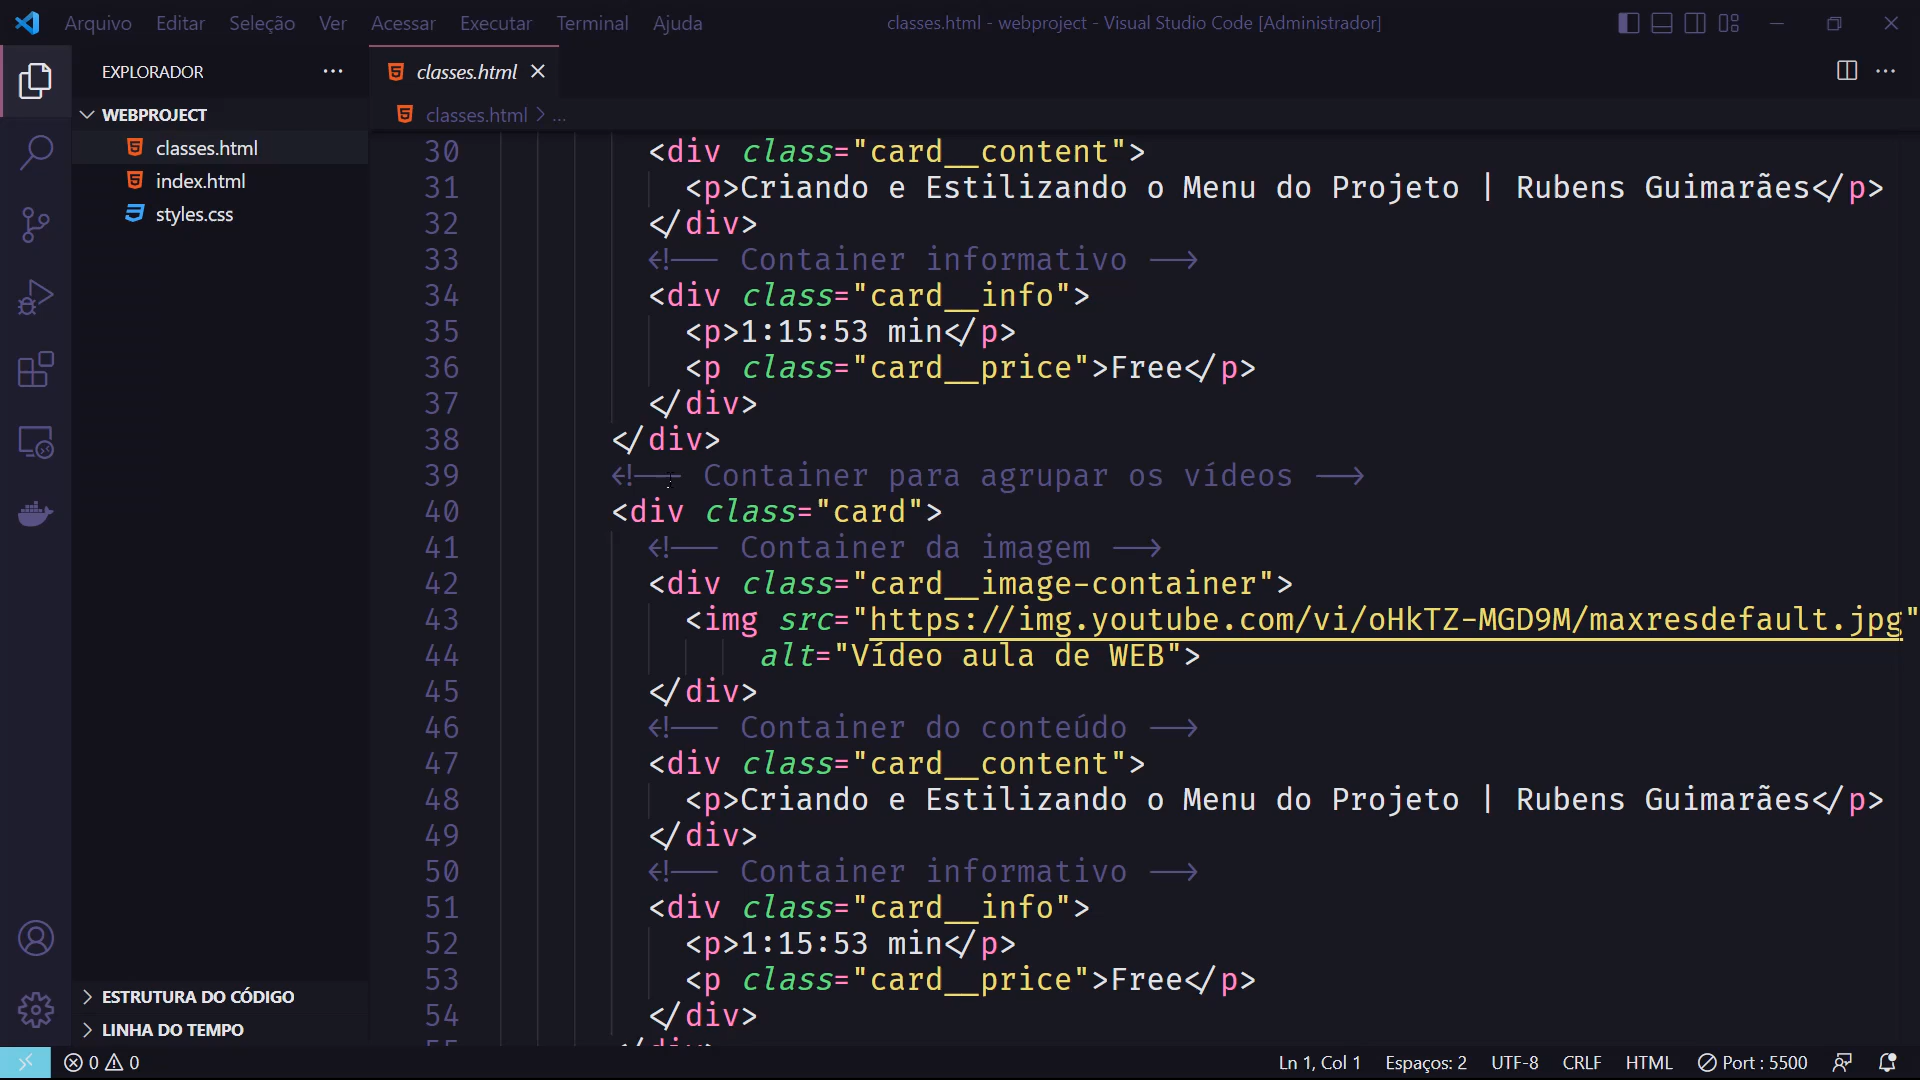 Arquivo Editar Seleção Ver Acessar Executar Terminal Ajuda
classes.html - webproject - Visual Studio Code [Administrador]
EXPLORADOR
classes.html
WEBPROJECT
classes.html > ...
classes.html
index.html
styles.css
30 <div class="card__content">
31 <p>Criando e Estilizando o Menu do Projeto | Rubens Guimarães</p>
32 </div>
33 <!-- Container informativo -->
34 <div class="card__info">
35 <p>1:15:53 min</p>
36 <p class="card__price">Free</p>
37 </div>
38 </div>
39 <!-- Container para agrupar os vídeos -->
40 <div class="card">
41 <!-- Container da imagem -->
42 <div class="card__image-container">
43 <img src="https://img.youtube.com/vi/oHkTZ-MGD9M/maxresdefault.jpg"
44 alt="Vídeo aula de WEB">
45 </div>
46 <!-- Container do conteúdo -->
47 <div class="card__content">
48 <p>Criando e Estilizando o Menu do Projeto | Rubens Guimarães</p>
49 </div>
50 <!-- Container informativo -->
51 <div class="card__info">
52 <p>1:15:53 min</p>
53 <p class="card__price">Free</p>
54 </div>
55 </div>
ESTRUTURA DO CÓDIGO
LINHA DO TEMPO
0 0
Ln 1, Col 1 Espaços: 2 UTF-8 CRLF HTML Port : 5500